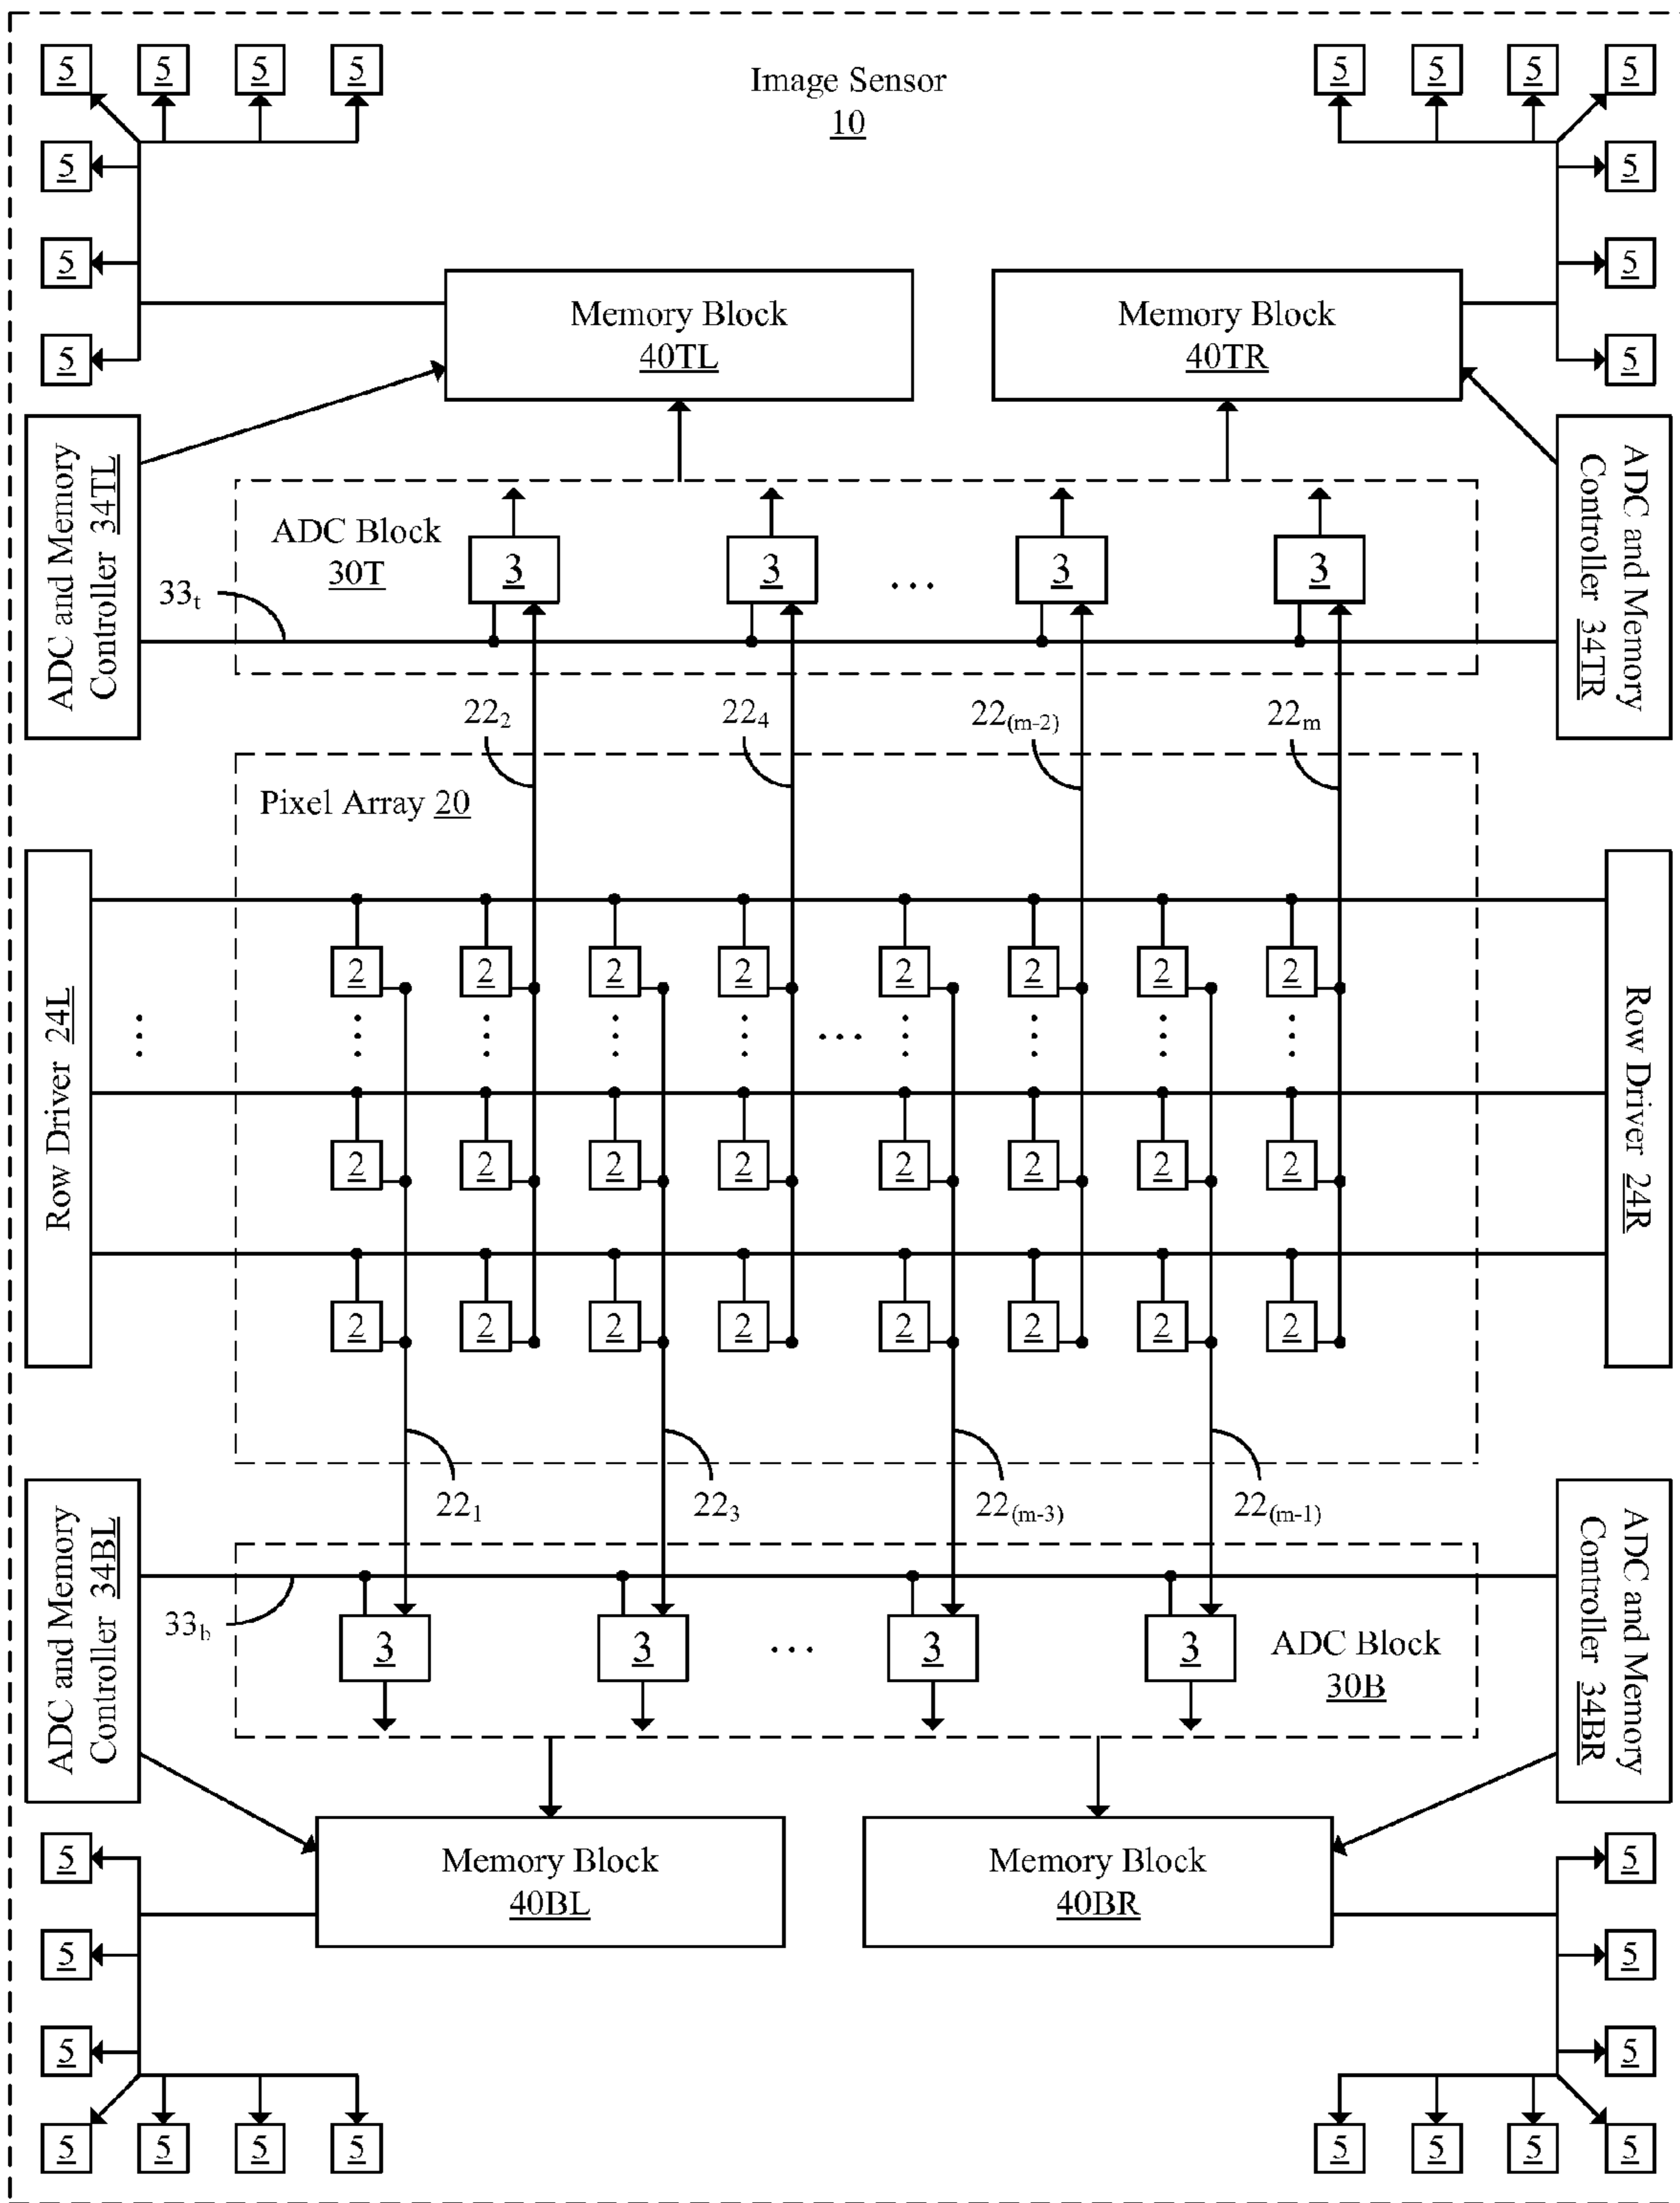 5 5 5 5 Image Sensor 5 5 5 5
10
5 5
5 5
Memory Block Memory Block
40TL 40TR
5 5
ADC and Memory
Controller 34TL
ADC and Memory
Controller 34TR
ADC Block
30T
3 3 ... 3 3
33t
222 224 22(m-2) 22m
Pixel Array 20
Row Driver 24L
Row Driver 24R
2 2 2 2 2 2 2 2
...
2 2 2 2 2 2 2 2
2 2 2 2 2 2 2 2
221 223 22(m-3) 22(m-1)
ADC and Memory
Controller 34BL
ADC and Memory
Controller 34BR
33b
3 3 ... 3 3
ADC Block
30B
5 5
Memory Block Memory Block
40BL 40BR
5 5
5 5
5 5 5 5 5 5 5 5